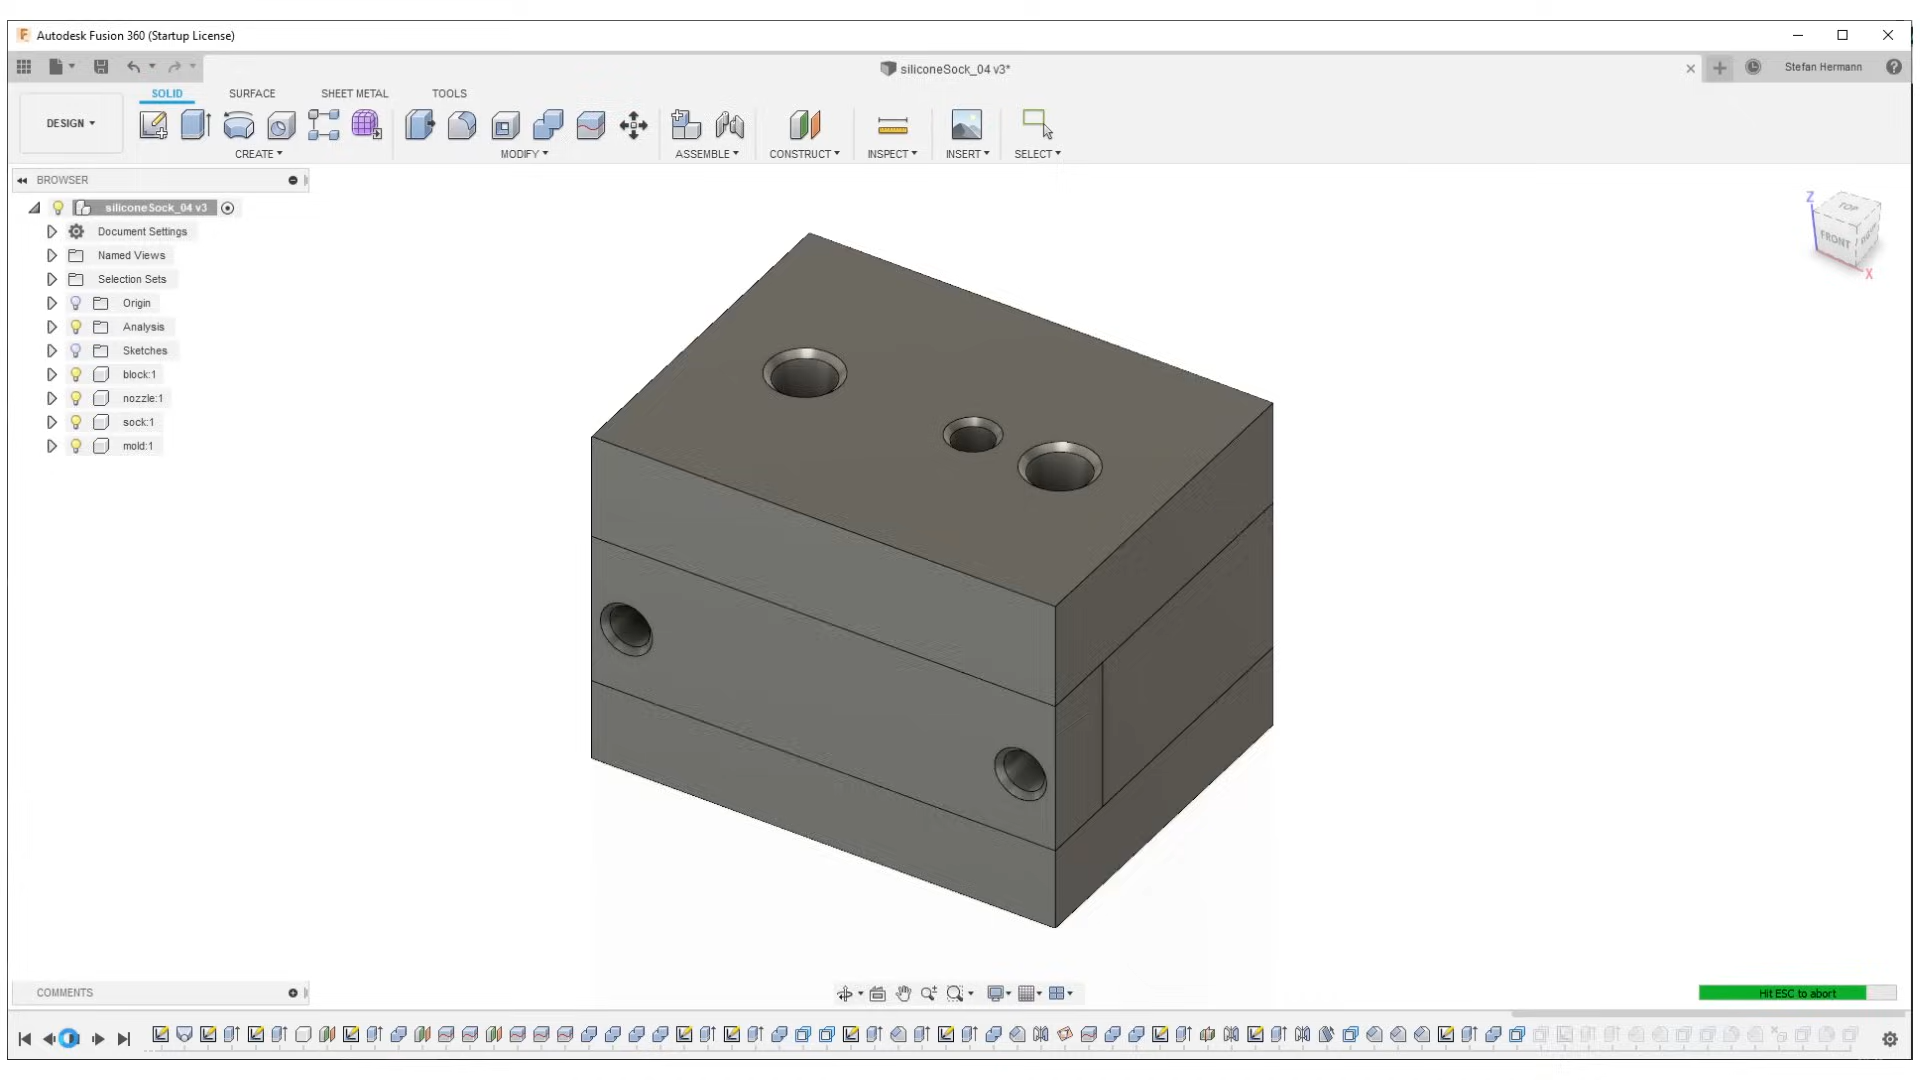 Autodesk Fusion 360 (Startup License)
siliconeSock_04 v3*
Stefan Hermann
SOLID SURFACE SHEET METAL TOOLS
DESIGN
CREATE MODIFY ASSEMBLE CONSTRUCT INSPECT INSERT SELECT
BROWSER
siliconeSock_04 v3
Document Settings
Named Views
Selection Sets
Origin
Analysis
Sketches
block:1
nozzle:1
sock:1
mold:1
Z
TOP
FRONT
X
COMMENTS
Hit ESC to abort